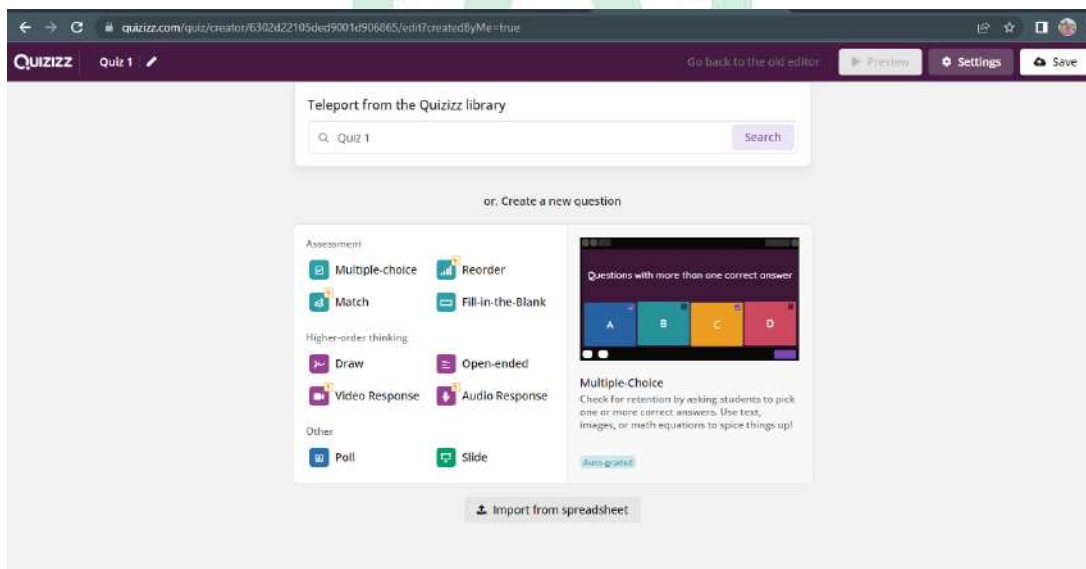 quizizz.com/quiz/creator/6302d22105ded9001d906865/edit?createdByMe=true
QUIZIZZ Quiz 1 Go back to the old editor Preview Settings Save
Teleport from the Quizizz library
Quiz 1 Search
or, Create a new question
Assessment
Multiple-choice Reorder
Match Fill-in-the-Blank
Higher-order thinking
Draw Open-ended
Video Response Audio Response
Other
Poll Slide
Questions with more than one correct answer
A B C D
Multiple-Choice
Check for retention by asking students to pick
one or more correct answers. Use text,
images, or math equations to spice things up!
Auto-graded
Import from spreadsheet